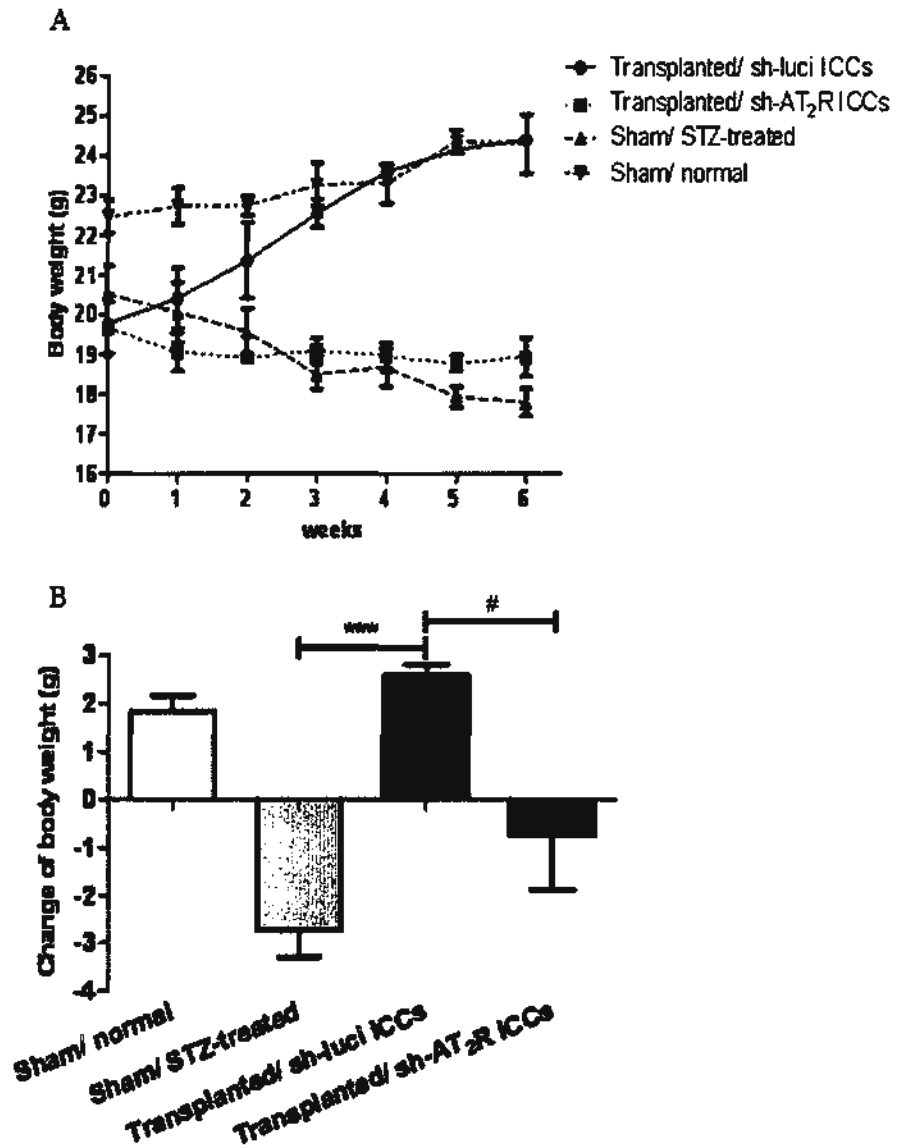 A
Transplanted/ sh-luci ICCs
Transplanted/ sh-AT₂R ICCs
Sham/ STZ-treated
Sham/ normal
26
25
24
23
22
21
20
19
18
17
16
Body weight (g)
0 1 2 3 4 5 6
weeks
B
***
#
3
2
1
0
-1
-2
-3
-4
Change of body weight (g)
Sham/ normal
Sham/ STZ-treated
Transplanted/ sh-luci ICCs
Transplanted/ sh-AT₂R ICCs